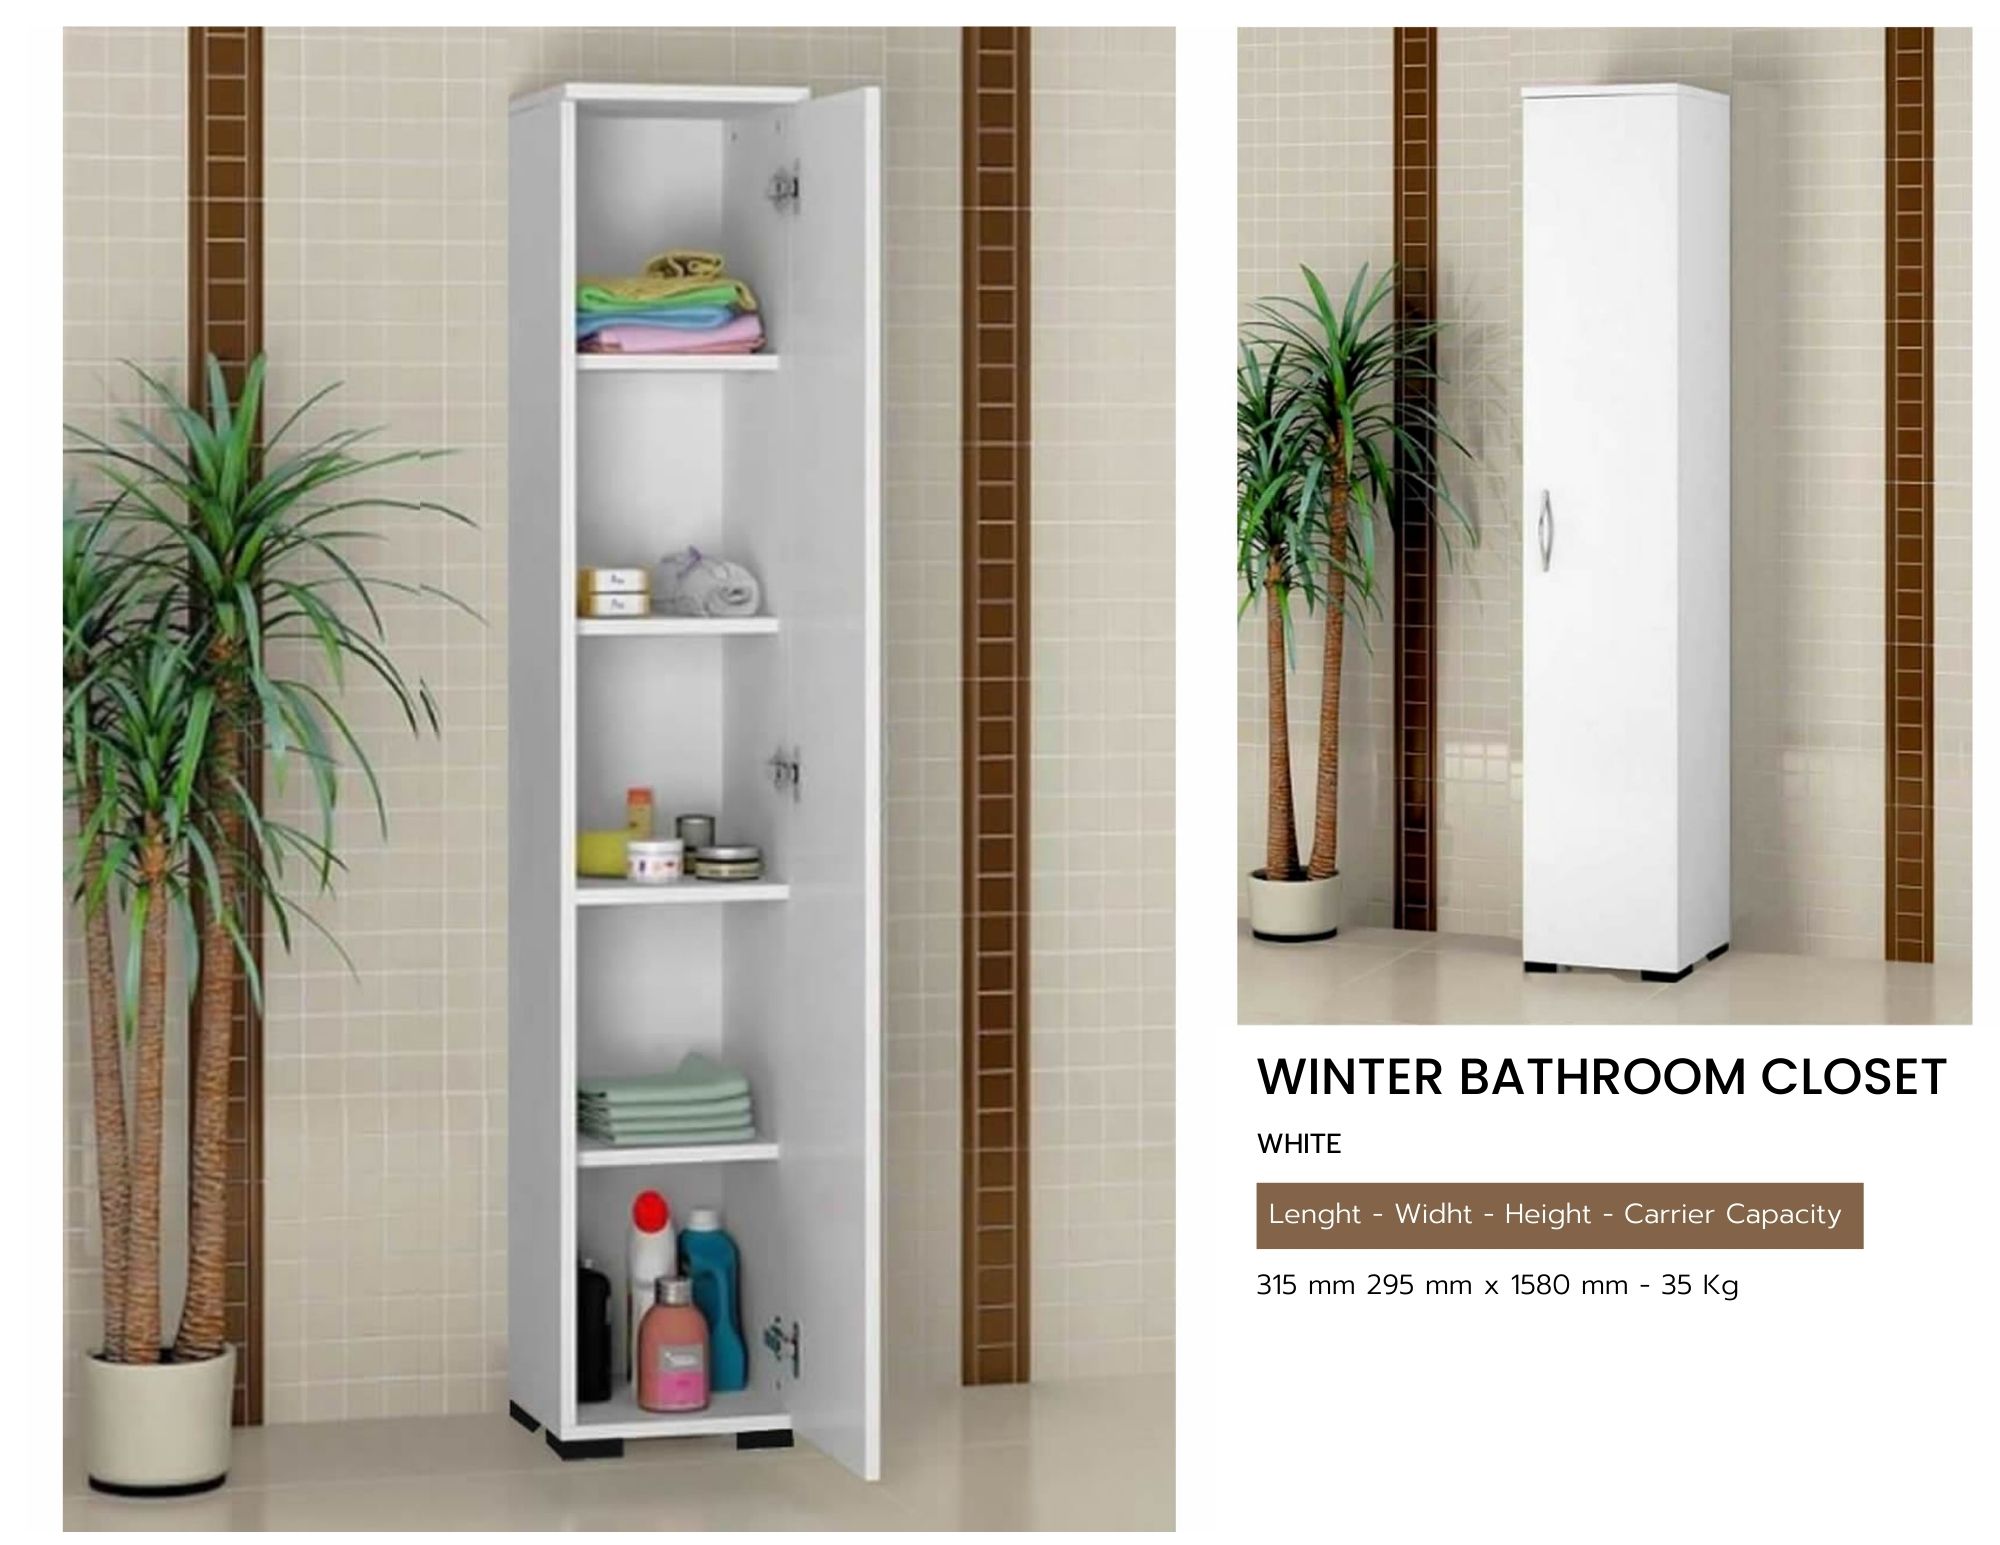 WINTER BATHROOM CLOSET
WHITE
Lenght - Widht - Height - Carrier Capacity
315 mm 295 mm x 1580 mm - 35 Kg